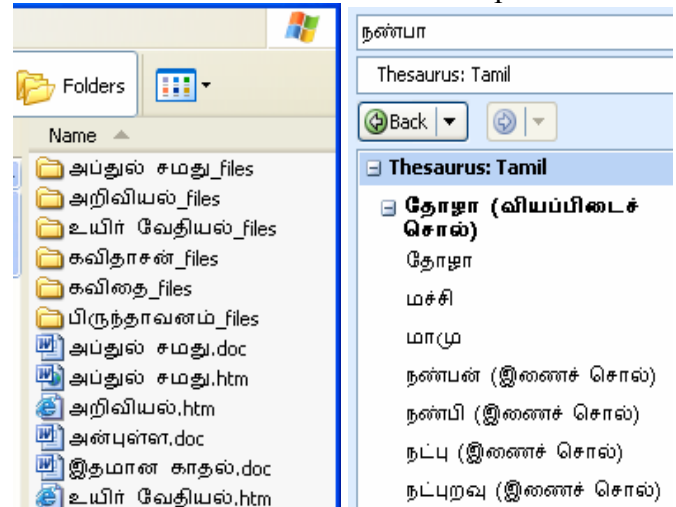 Folders
Name
அப்துல் சமது_files
அறிவியல்_files
உயிர் வேதியல்_files
கவிதாசன்_files
கவிதை_files
பிருந்தாவனம்_files
அப்துல் சமது.doc
அப்துல் சமது.htm
அறிவியல்.htm
அன்புள்ள.doc
இதமான காதல்.doc
உயிர் வேதியல்.htm
நண்பா
Thesaurus: Tamil
Back
Thesaurus: Tamil
தோழா (வியப்பிடைச்
சொல்)
தோழா
மச்சி
மாமு
நண்பன் (இணைச் சொல்)
நண்பி (இணைச் சொல்)
நட்பு (இணைச் சொல்)
நட்புறவு (இணைச் சொல்)